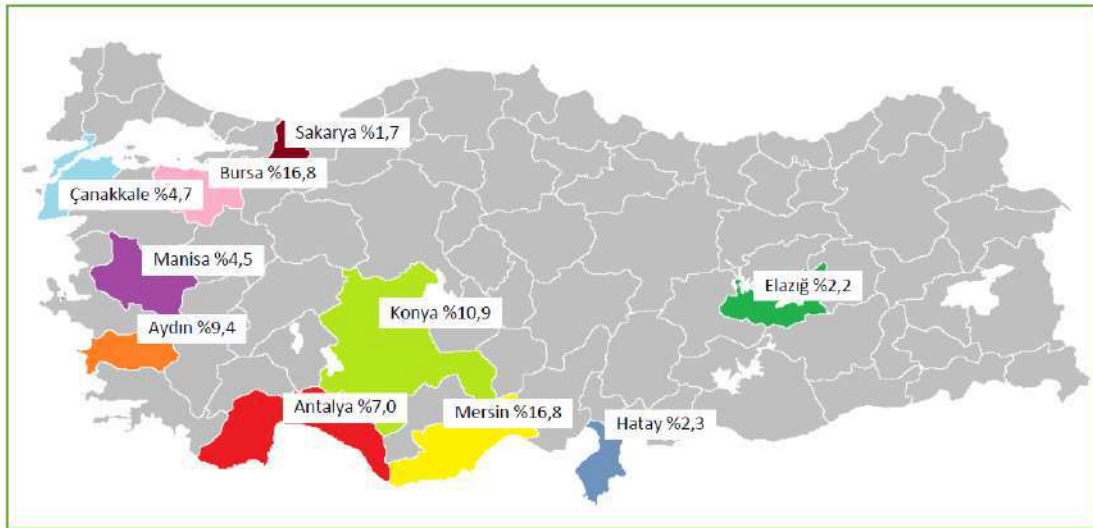 Sakarya %1,7
Bursa %16,8
Çanakkale %4,7
Manisa %4,5
Elazığ %2,2
Konya %10,9
Aydın %9,4
Antalya %7,0
Mersin %16,8
Hatay %2,3